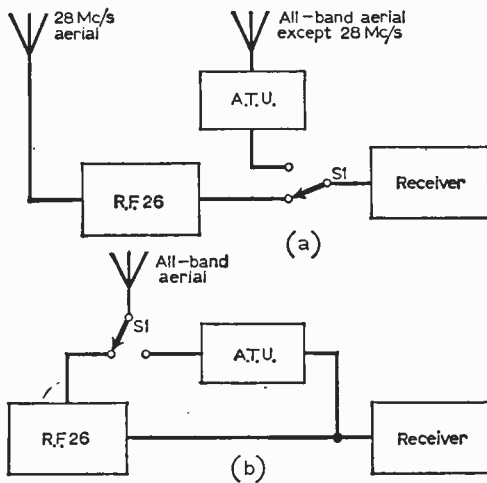 28 Mc/s
aerial
All-band aerial
except 28 Mc/s
A.T.U.
S1
R.F. 26
Receiver
(a)
All-band
aerial
S1
A.T.U.
R.F. 26
Receiver
(b)